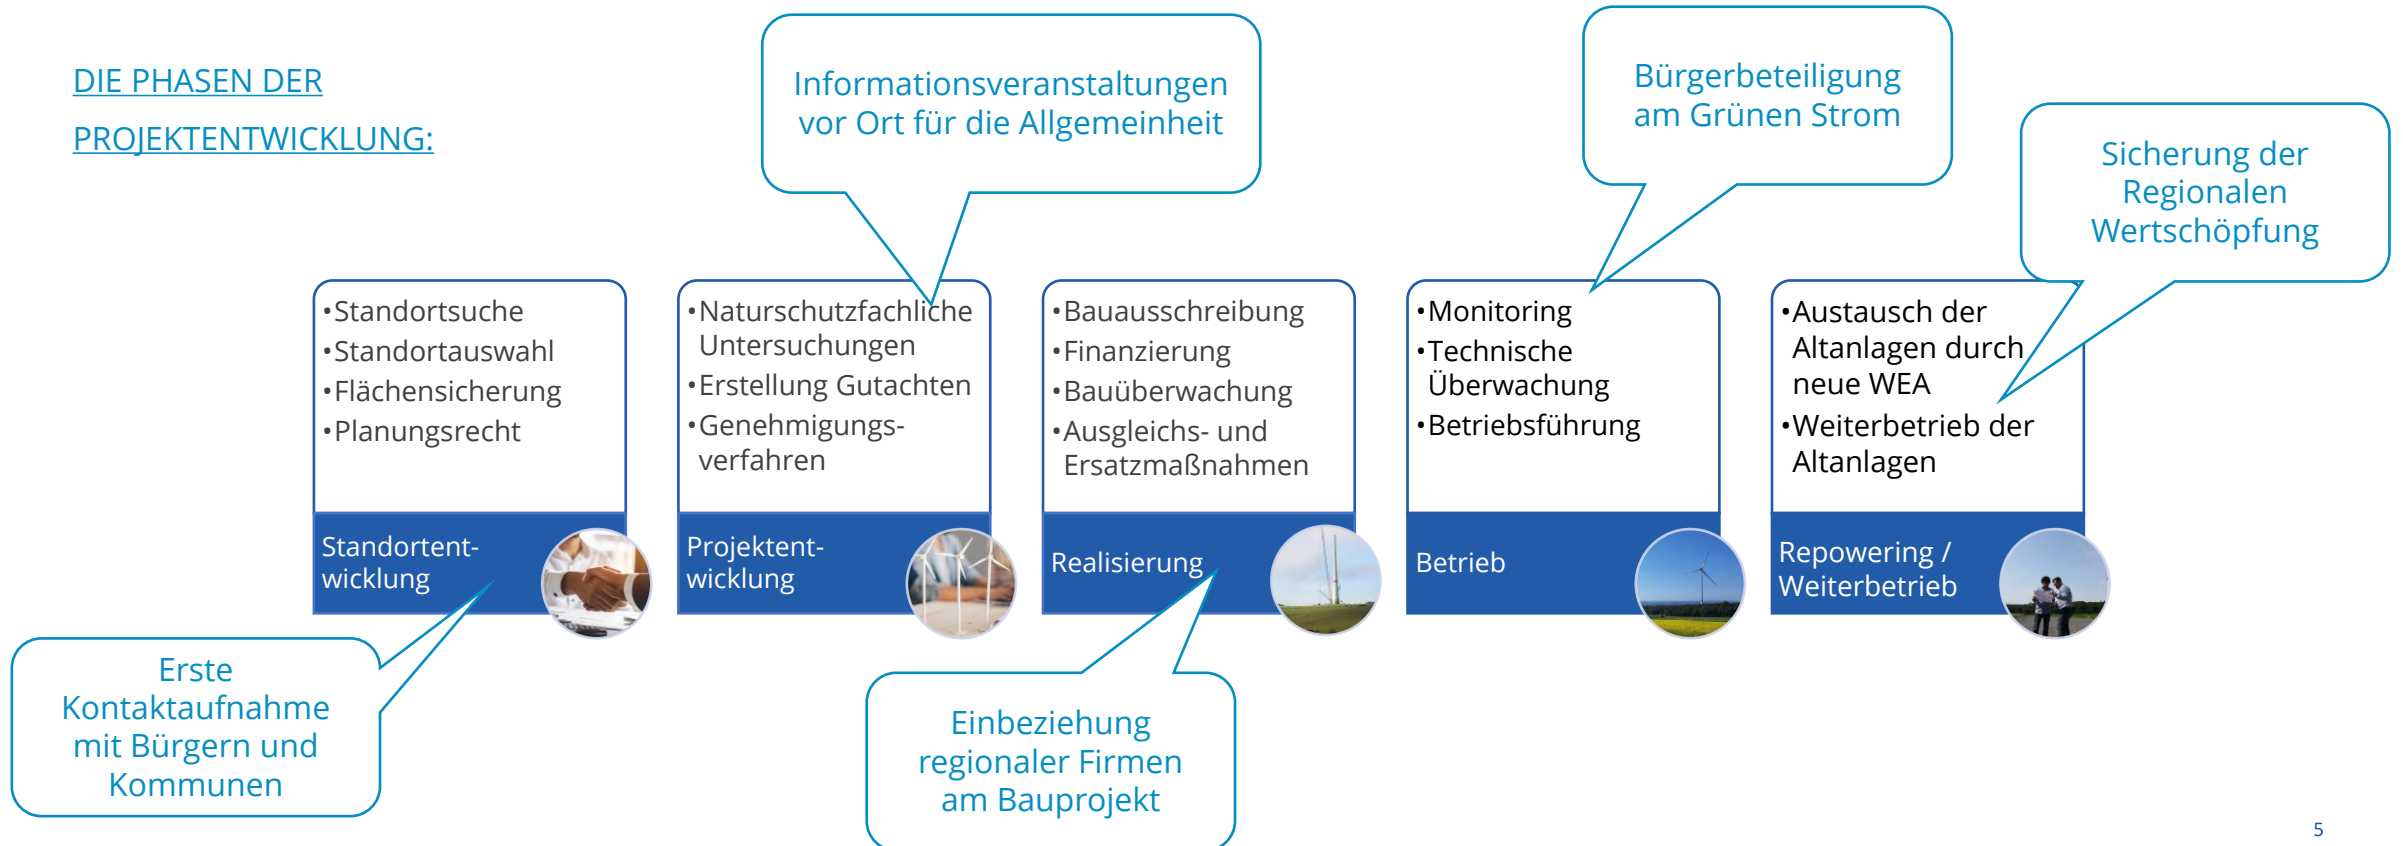 DIE PHASEN DER
PROJEKTENTWICKLUNG:
Informationsveranstaltungen
vor Ort für die Allgemeinheit
Bürgerbeteiligung
am Grünen Strom
Sicherung der
Regionalen
Wertschöpfung
•Standortsuche
•Standortauswahl
•Flächensicherung
•Planungsrecht
Standortent-
wicklung
•Naturschutzfachliche
Untersuchungen
•Erstellung Gutachten
•Genehmigungs-
verfahren
Projektent-
wicklung
•Bauausschreibung
•Finanzierung
•Bauüberwachung
•Ausgleichs- und
Ersatzmaßnahmen
Realisierung
•Monitoring
•Technische
Überwachung
•Betriebsführung
Betrieb
•Austausch der
Altanlagen durch
neue WEA
•Weiterbetrieb der
Altanlagen
Repowering /
Weiterbetrieb
Erste
Kontaktaufnahme
mit Bürgern und
Kommunen
Einbeziehung
regionaler Firmen
am Bauprojekt
5